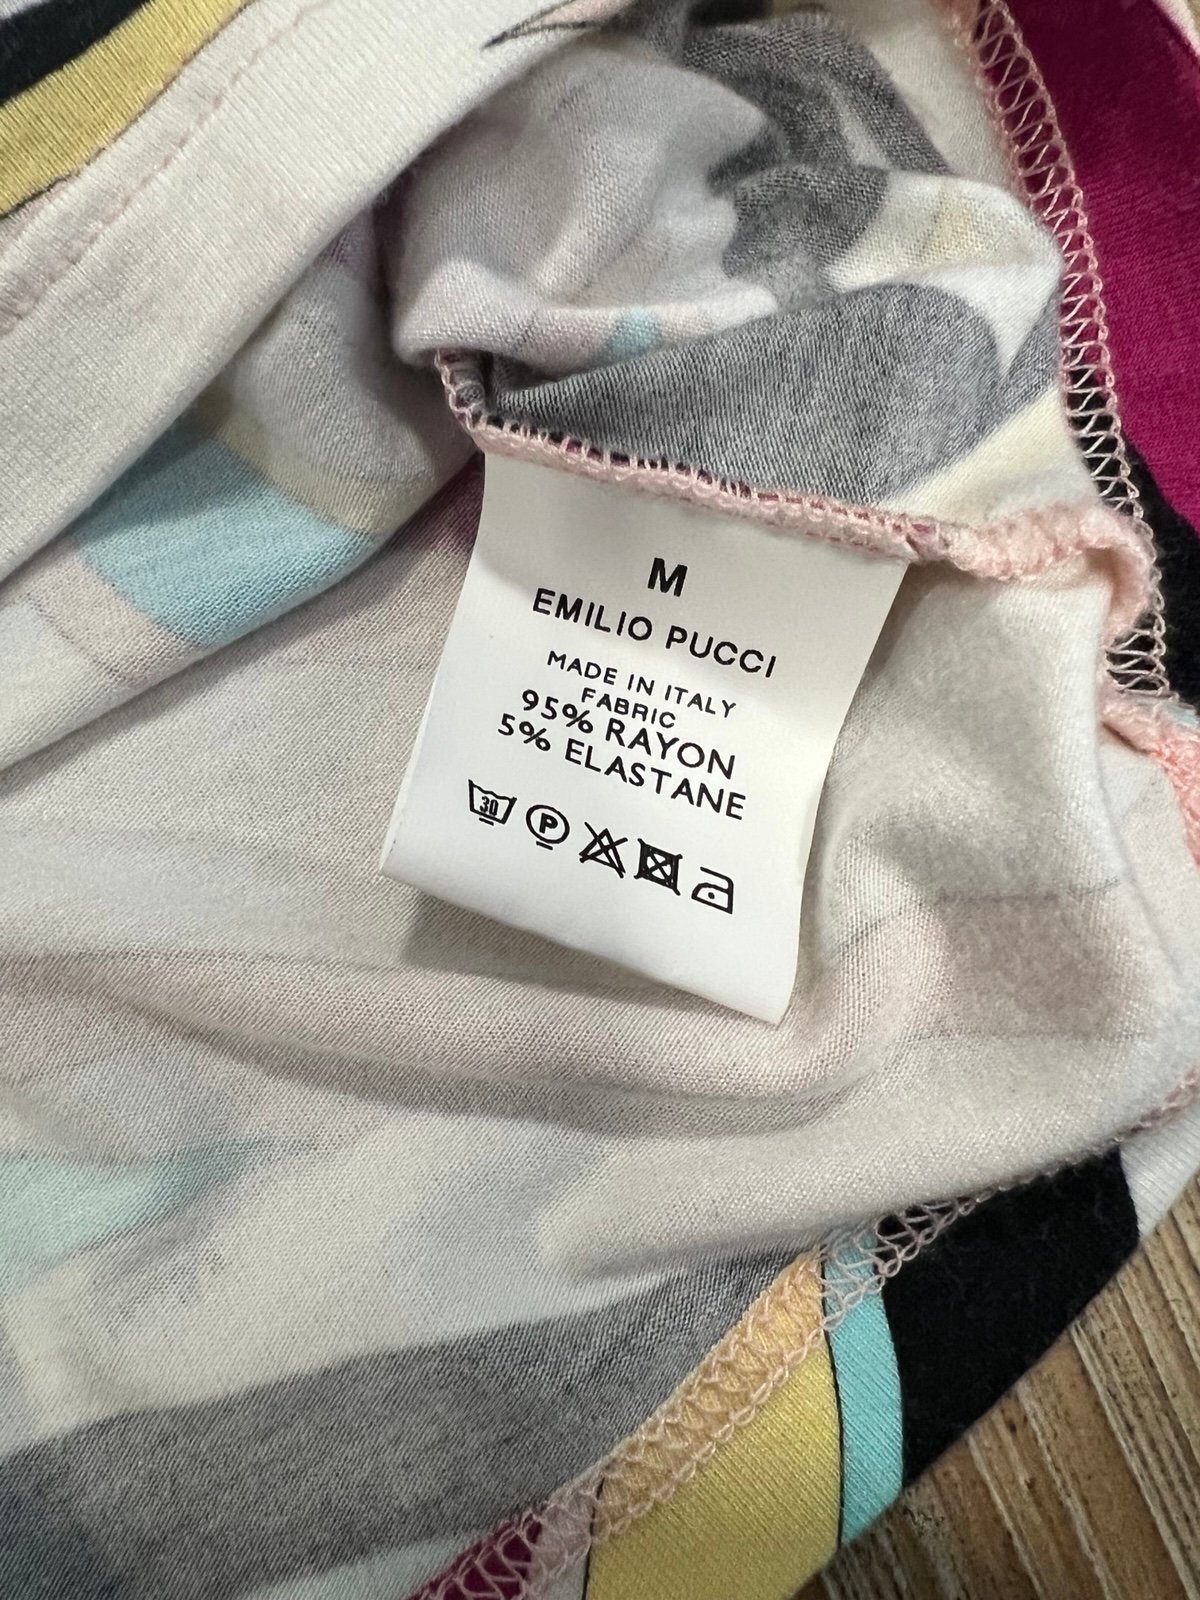 M
EMILIO PUCCI
MADE IN ITALY
FABRIC
95% RAYON
5% ELASTANE
30 P